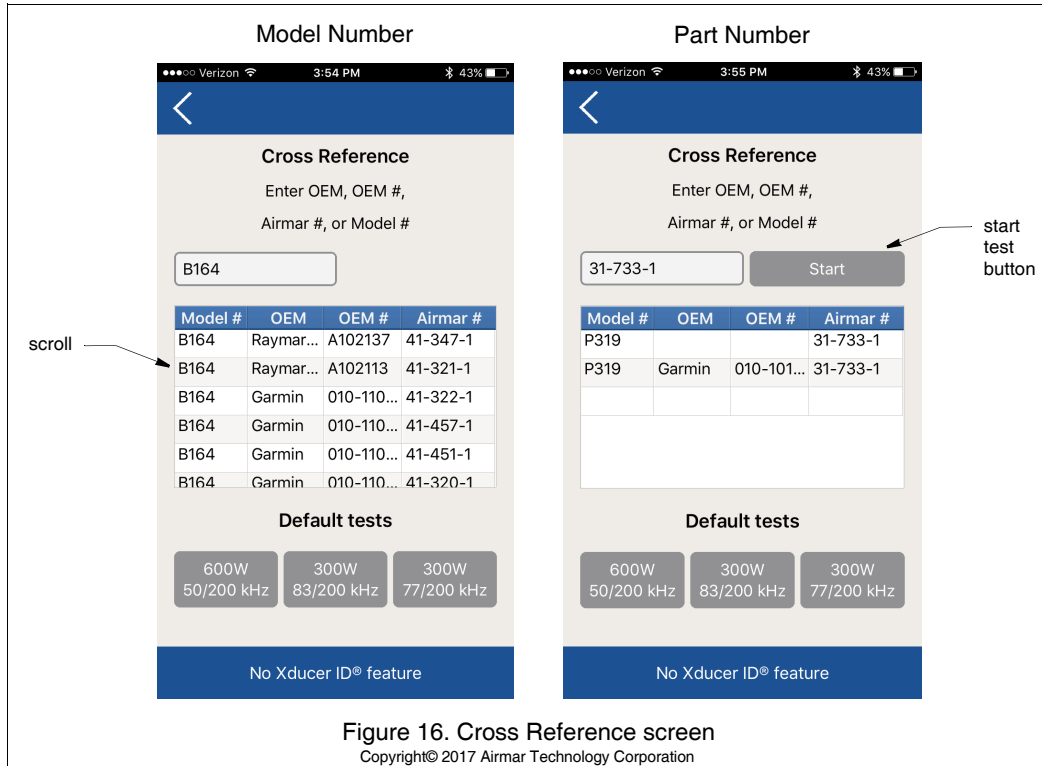 Model Number
Verizon 3:54 PM 43%
Cross Reference
Enter OEM, OEM #,
Airmar #, or Model #
B164
Model # OEM OEM # Airmar #
B164 Raymar... A102137 41-347-1
B164 Raymar... A102113 41-321-1
B164 Garmin 010-110... 41-322-1
B164 Garmin 010-110... 41-457-1
B164 Garmin 010-110... 41-451-1
B164 Garmin 010-110... 41-320-1
Default tests
600W 300W 300W
50/200 kHz 83/200 kHz 77/200 kHz
No Xducer ID® feature
scroll
Part Number
Verizon 3:55 PM 43%
Cross Reference
Enter OEM, OEM #,
Airmar #, or Model #
31-733-1 Start
Model # OEM OEM # Airmar #
P319 31-733-1
P319 Garmin 010-101... 31-733-1
Default tests
600W 300W 300W
50/200 kHz 83/200 kHz 77/200 kHz
No Xducer ID® feature
start
test
button
Figure 16. Cross Reference screen
Copyright© 2017 Airmar Technology Corporation